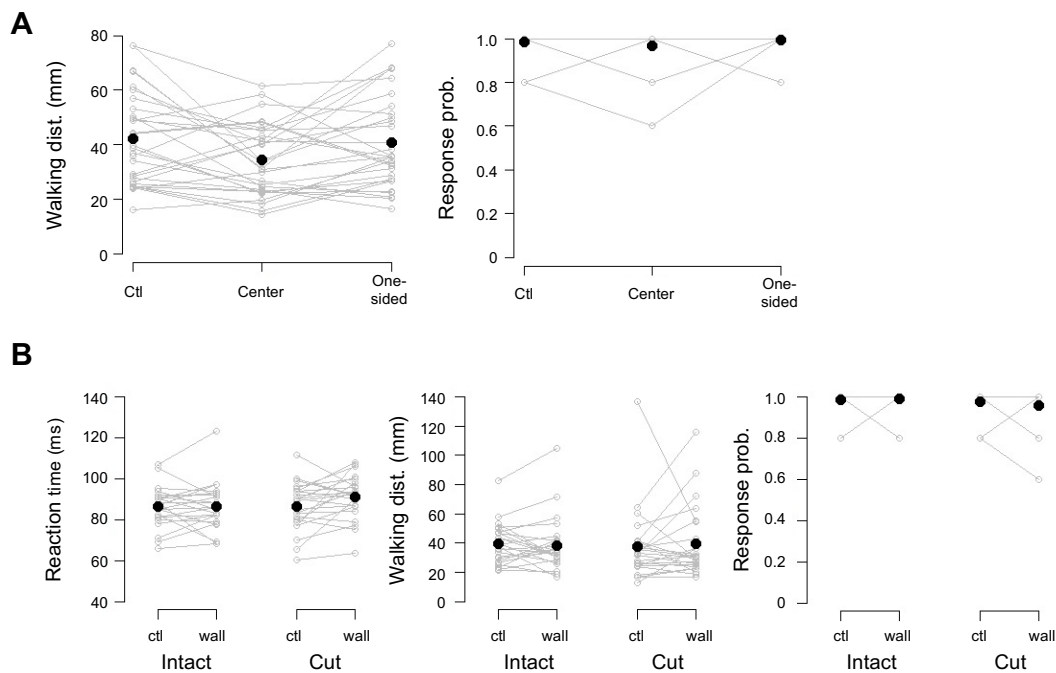 A
Walking dist. (mm)
80
60
40
20
0
Ctl
Center
One-
sided
Response prob.
1.0
0.8
0.6
0.4
0.2
0
Ctl
Center
One-
sided
B
Reaction time (ms)
140
120
100
80
60
40
ctl
wall
ctl
wall
Intact
Cut
Walking dist. (mm)
140
120
100
80
60
40
20
0
ctl
wall
ctl
wall
Intact
Cut
Response prob.
1.0
0.8
0.6
0.4
0.2
0
ctl
wall
ctl
wall
Intact
Cut